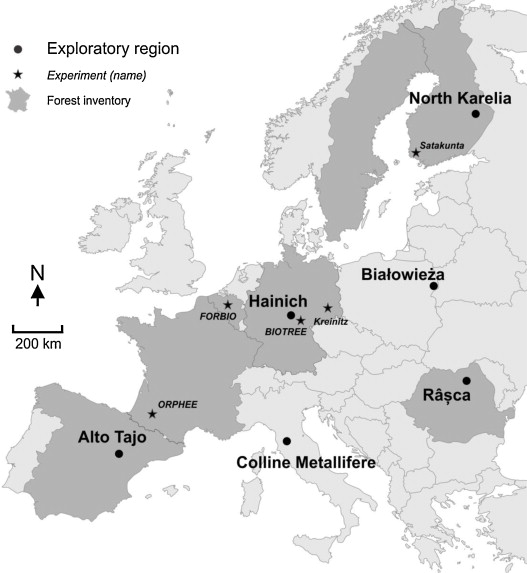 Exploratory region
Experiment (name)
Forest inventory
North Karelia
Satakunta
N
Białowieża
Hainich
FORBIO
BIOTREE
Kreinitz
200 km
Râșca
ORPHEE
Alto Tajo
Colline Metallifere